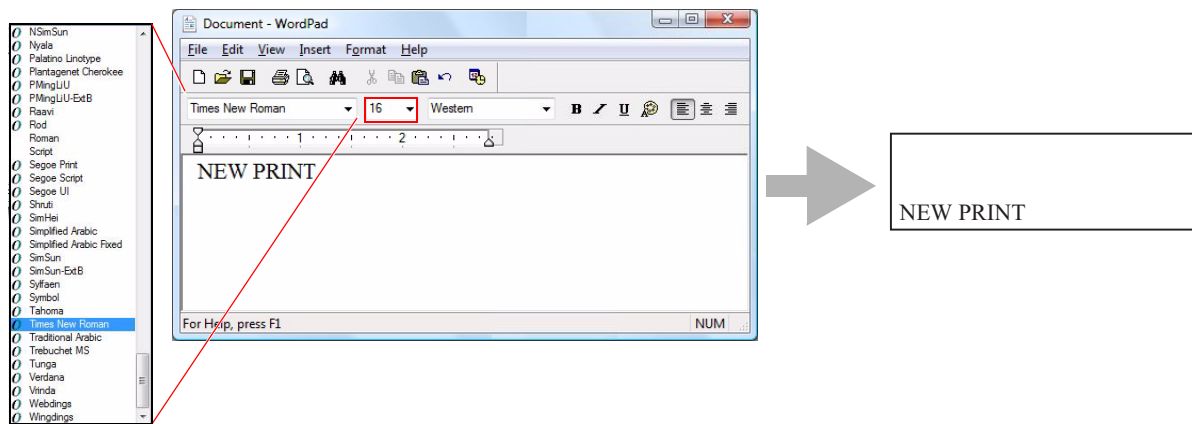 NSimSun
Nyala
Palatino Linotype
Plantagenet Cherokee
PMingLiU
PMingLiU-ExtB
Raavi
Rod
Roman
Script
Segoe Print
Segoe Script
Segoe UI
Shruti
SimHei
Simplified Arabic
Simplified Arabic Fixed
SimSun
SimSun-ExtB
Sylfaen
Symbol
Tahoma
Times New Roman
Traditional Arabic
Trebuchet MS
Tunga
Verdana
Vrinda
Webdings
Wingdings
Document - WordPad
File Edit View Insert Format Help
Times New Roman 16 Western B I U
1 2
NEW PRINT
For Help, press F1 NUM
NEW PRINT